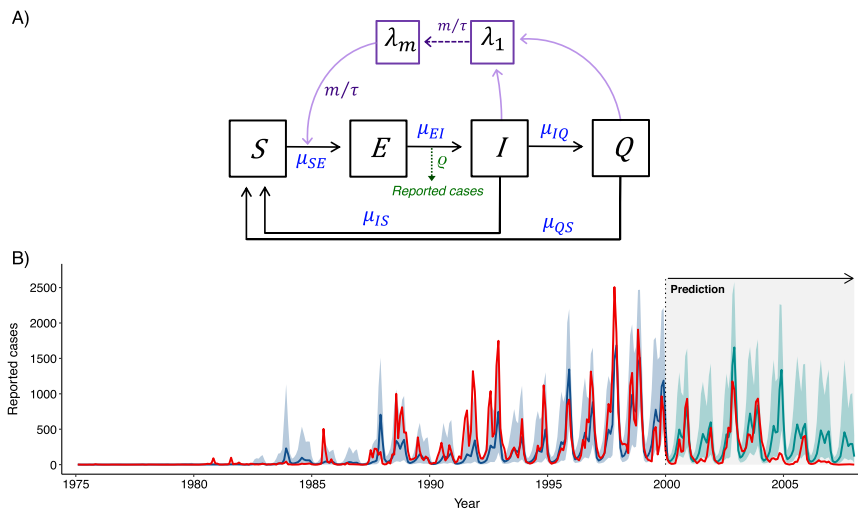 A)
λm m/τ λ1
m/τ
S μSE E μEI I μIQ Q
ϱ
Reported cases
μIS
μQS
B)
Prediction
Reported cases
2500
2000
1500
1000
500
0
1975 1980 1985 1990 1995 2000 2005
Year